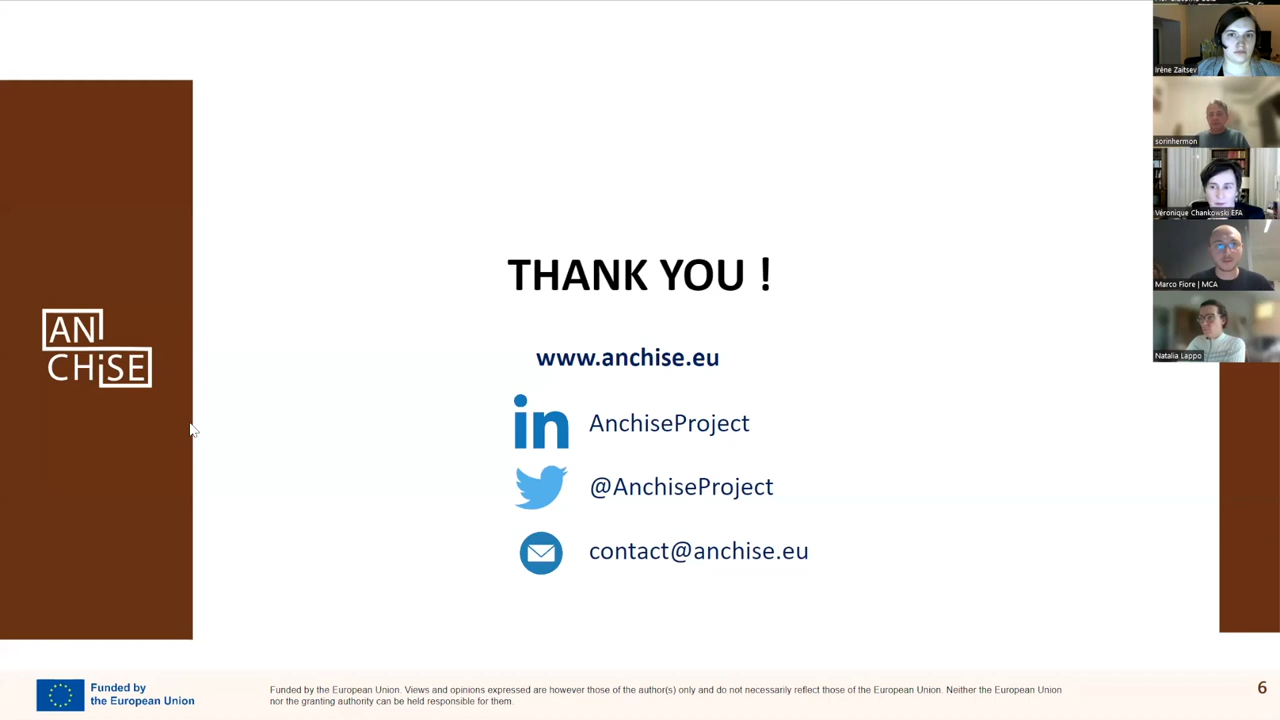 Irène Zaitsev
sorinhermon
Véronique Chankowski EFA
Marco Fiore | MCA
Natalia Lappo
AN
CHiSE
THANK YOU !
www.anchise.eu
in AnchiseProject
@AnchiseProject
contact@anchise.eu
Funded by
the European Union
Funded by the European Union. Views and opinions expressed are however those of the author(s) only and do not necessarily reflect those of the European Union. Neither the European Union
nor the granting authority can be held responsible for them.
6